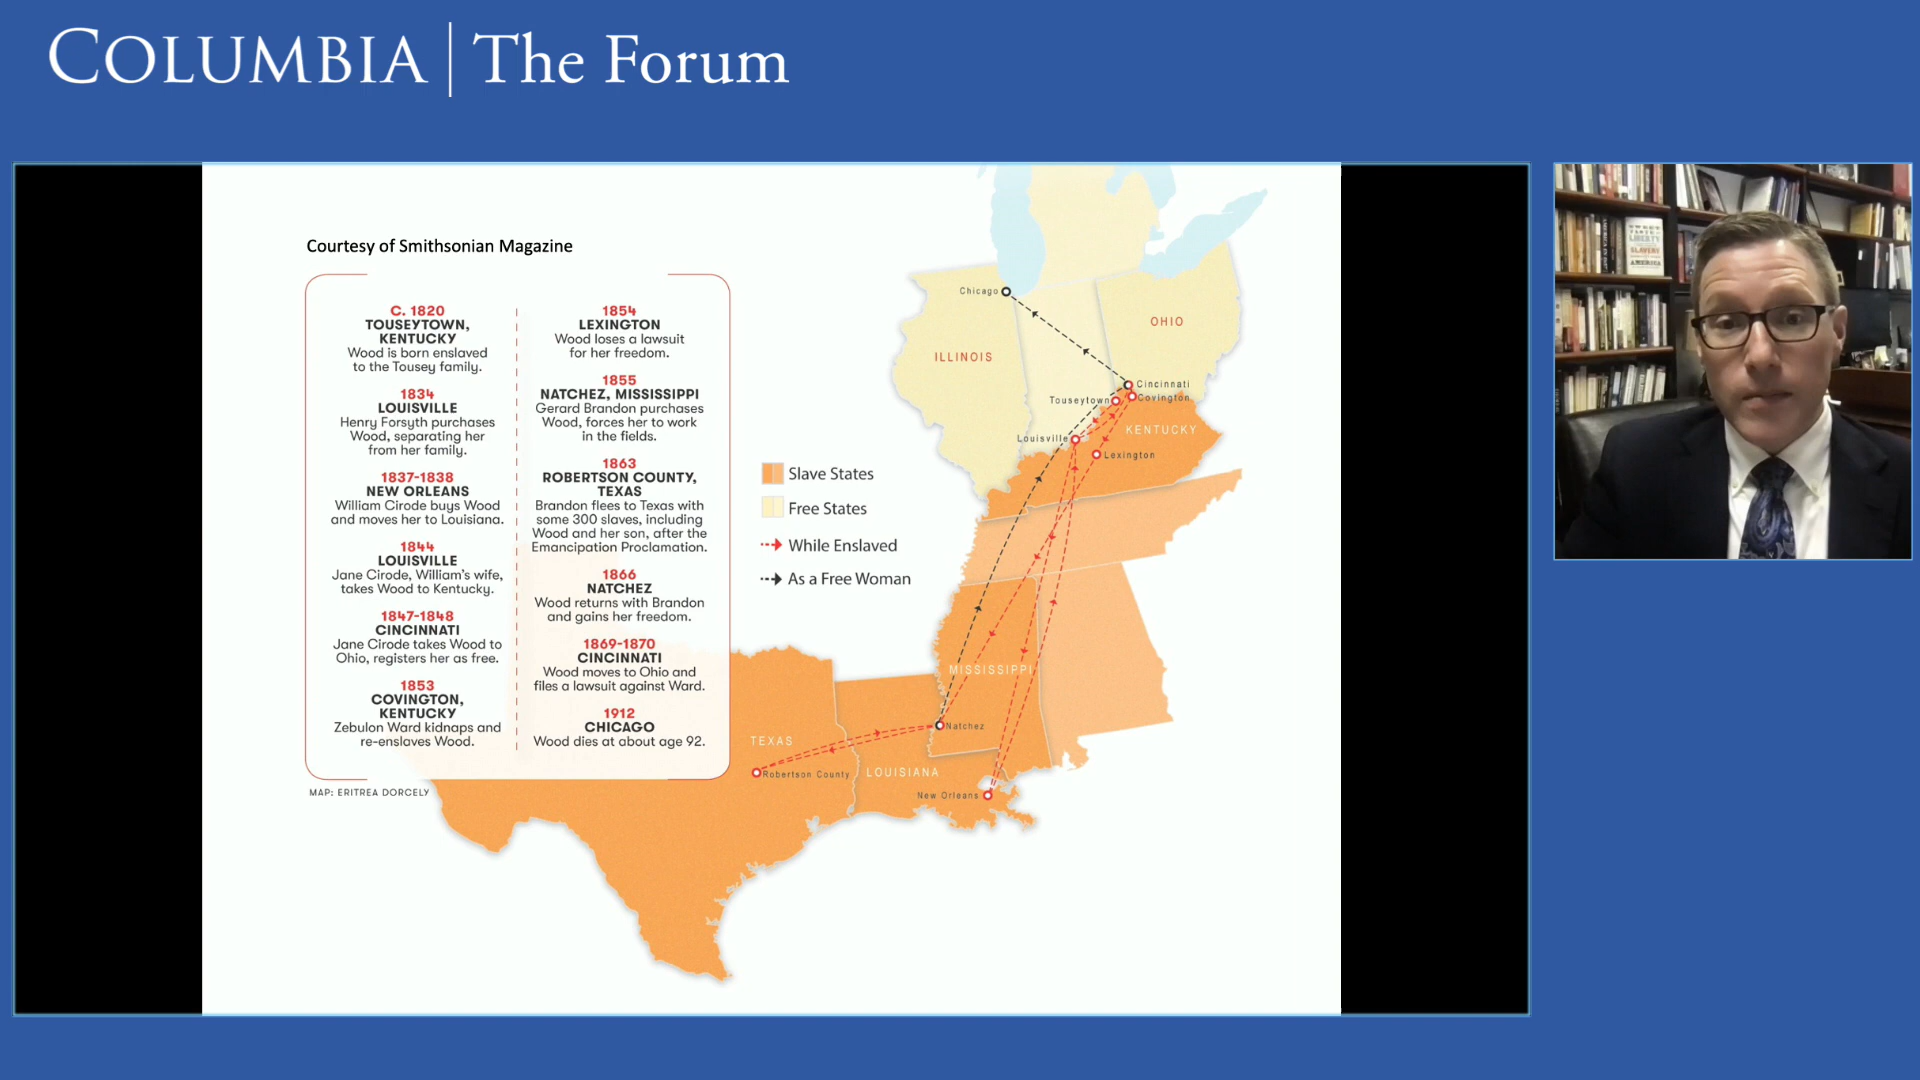 COLUMBIA | The Forum
Courtesy of Smithsonian Magazine
C. 1820
TOUSEYTOWN,
KENTUCKY
Wood is born enslaved
to the Tousey family.
1834
LOUISVILLE
Henry Forsyth purchases
Wood, separating her
from her family.
1837-1838
NEW ORLEANS
William Cirode buys Wood
and moves her to Louisiana.
1844
LOUISVILLE
Jane Cirode, William's wife,
takes Wood to Kentucky.
1847-1848
CINCINNATI
Jane Cirode takes Wood to
Ohio, registers her as free.
1853
COVINGTON,
KENTUCKY
Zebulon Ward kidnaps and
re-enslaves Wood.
1854
LEXINGTON
Wood loses a lawsuit
for her freedom.
1855
NATCHEZ, MISSISSIPPI
Gerard Brandon purchases
Wood, forces her to work
in the fields.
1863
ROBERTSON COUNTY,
TEXAS
Brandon flees to Texas with
some 300 slaves, including
Wood and her son, after the
Emancipation Proclamation.
1866
NATCHEZ
Wood returns with Brandon
and gains her freedom.
1869-1870
CINCINNATI
Wood moves to Ohio and
files a lawsuit against Ward.
1912
CHICAGO
Wood dies at about age 92.
MAP: ERITREA DORCELY
Slave States
Free States
While Enslaved
As a Free Woman
Chicago
OHIO
ILLINOIS
Cincinnati
Touseytown
Covington
KENTUCKY
Louisville
Lexington
MISSISSIPPI
Natchez
TEXAS
Robertson County
LOUISIANA
New Orleans
LIBERTY
SLAVERY
AMERICA